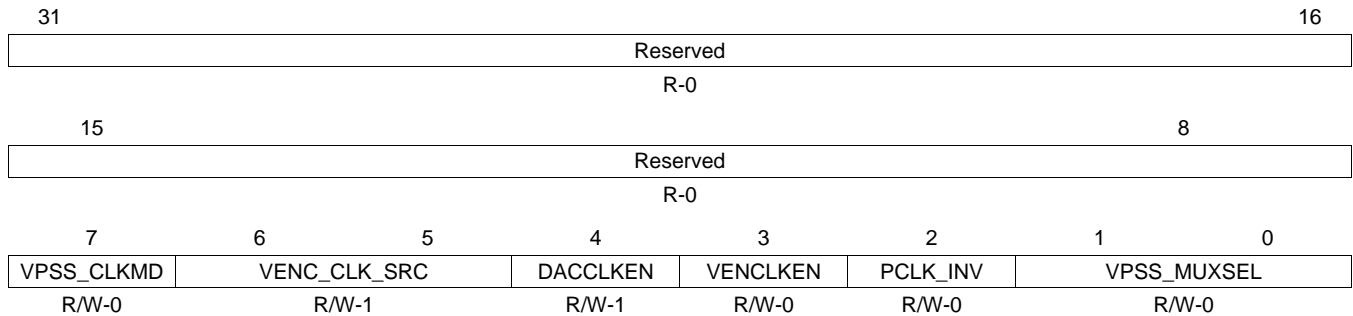 31 16
Reserved
R-0
15 8
Reserved
R-0
7 6 5 4 3 2 1 0
VPSS_CLKMD VENC_CLK_SRC DACCLKEN VENCLKEN PCLK_INV VPSS_MUXSEL
R/W-0 R/W-1 R/W-1 R/W-0 R/W-0 R/W-0